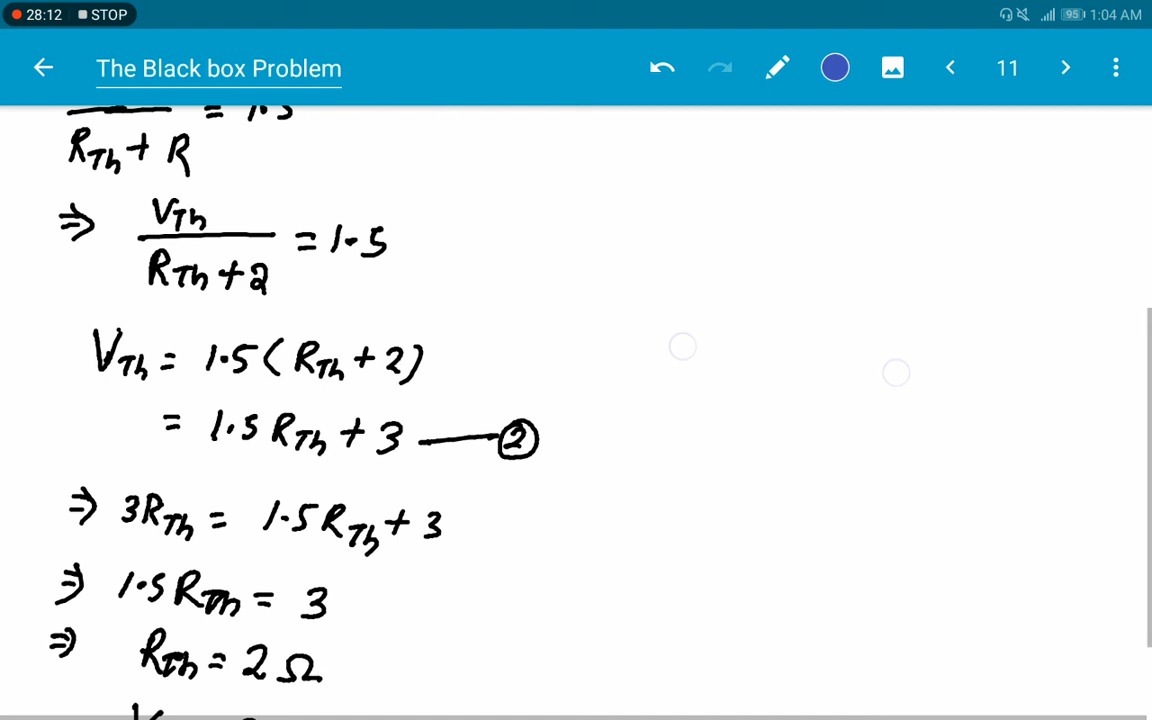 28:12 STOP 95 1:04 AM
The Black box Problem 11
R_Th + R
⇒ V_Th / (R_Th + 2) = 1.5
V_Th = 1.5 (R_Th + 2)
= 1.5 R_Th + 3 —— ②
⇒ 3R_Th = 1.5 R_Th + 3
⇒ 1.5 R_Th = 3
⇒ R_Th = 2 Ω